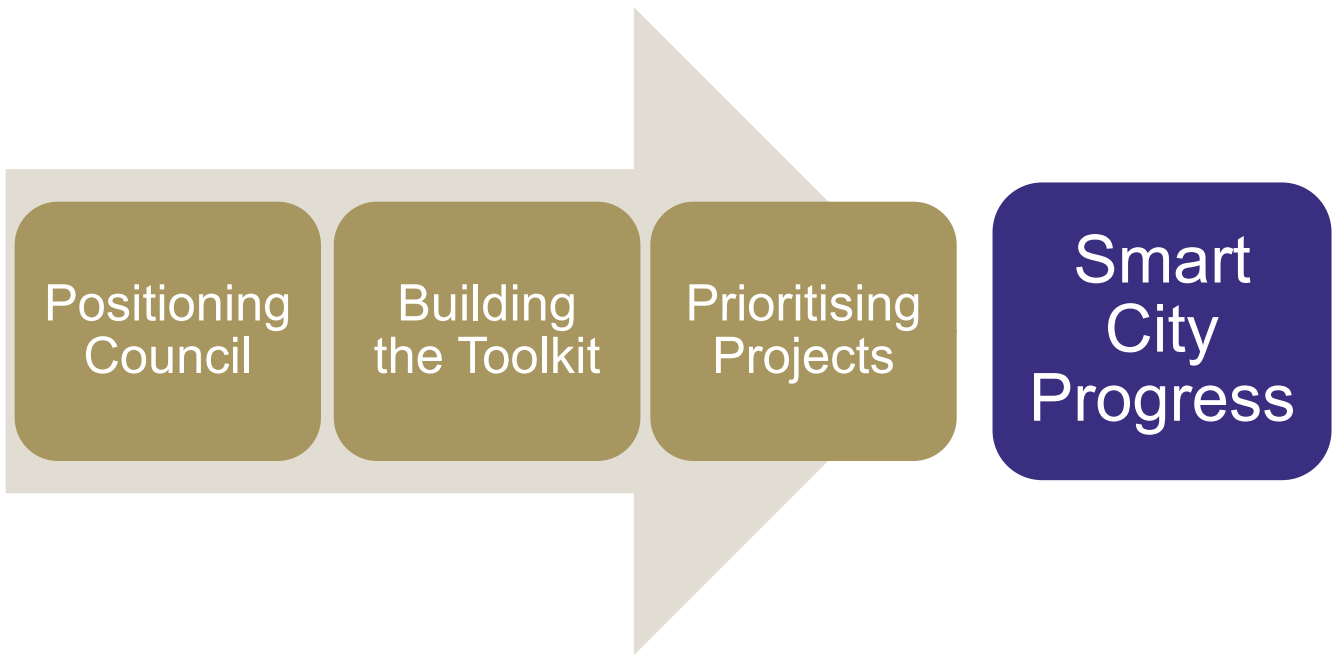 Positioning
Council
Building
the Toolkit
Prioritising
Projects
Smart
City
Progress